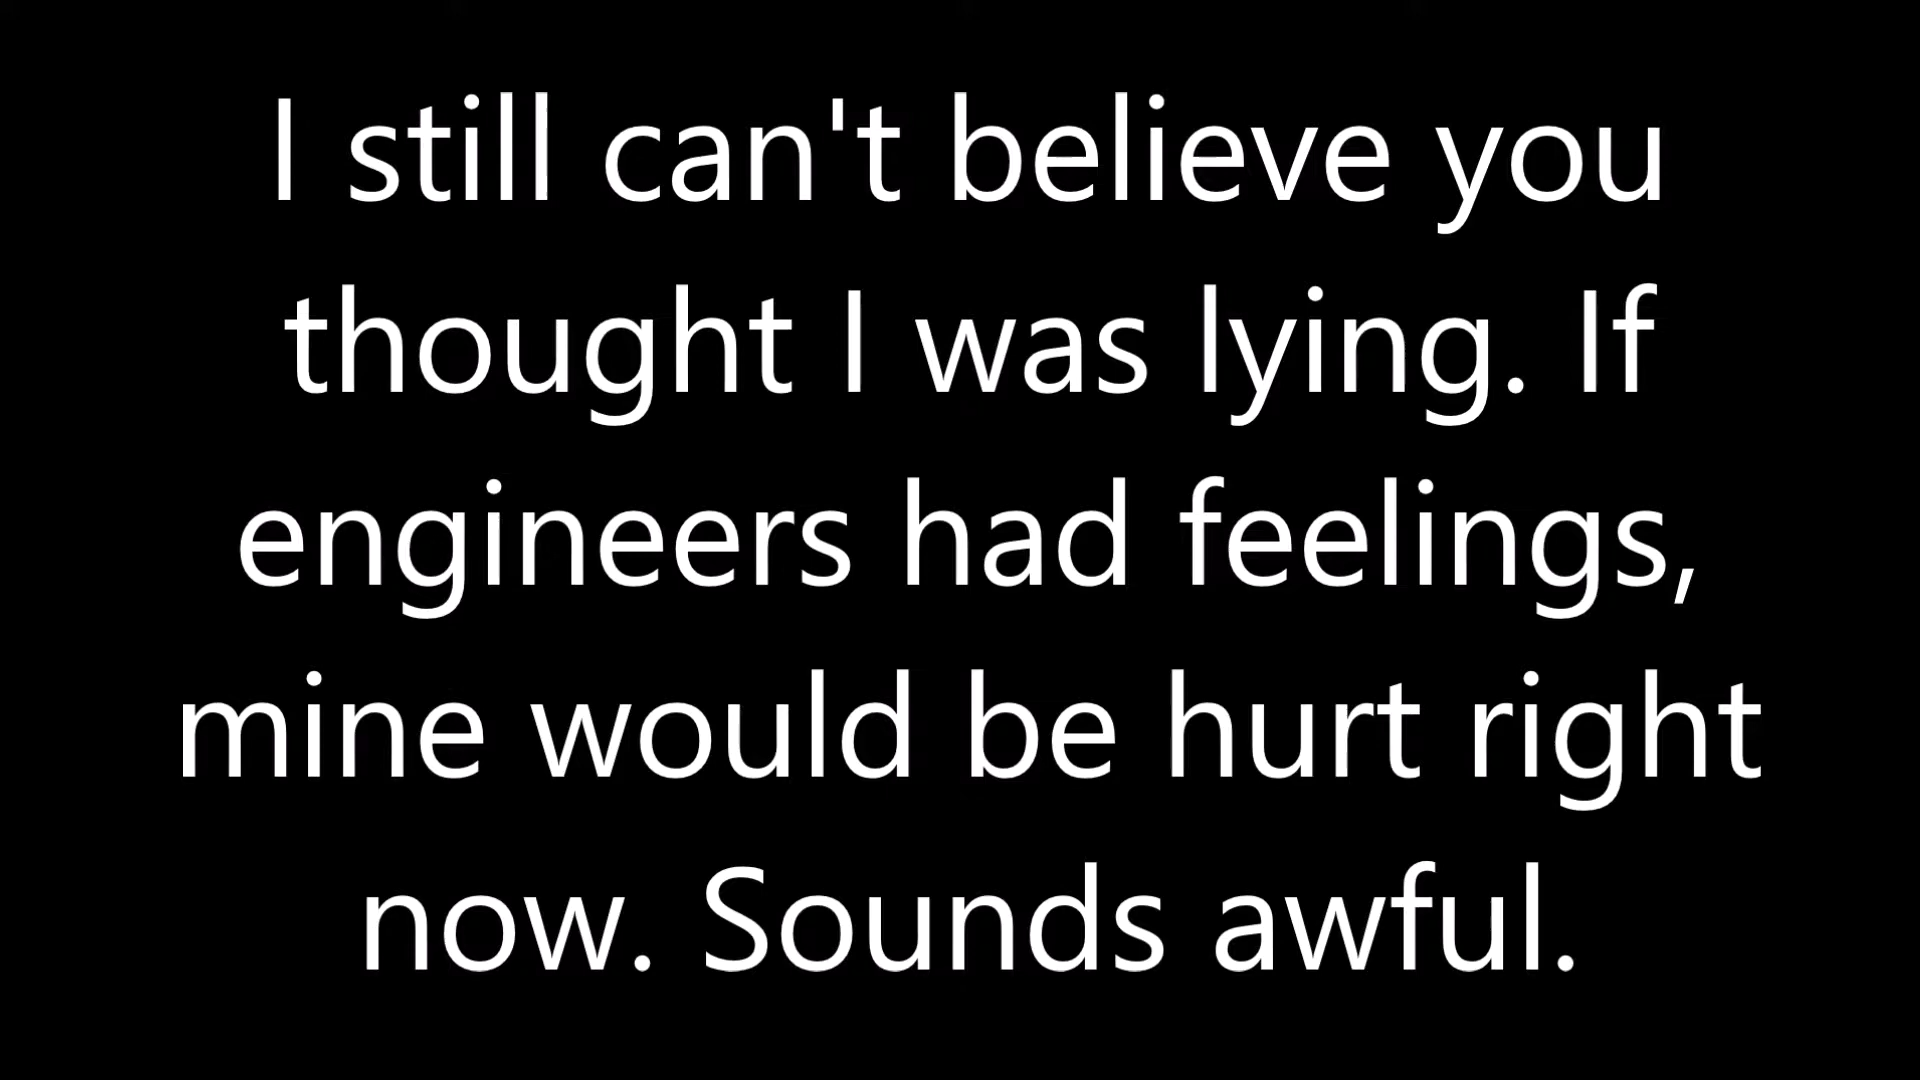 I still can't believe you
thought I was lying. If
engineers had feelings,
mine would be hurt right
now. Sounds awful.